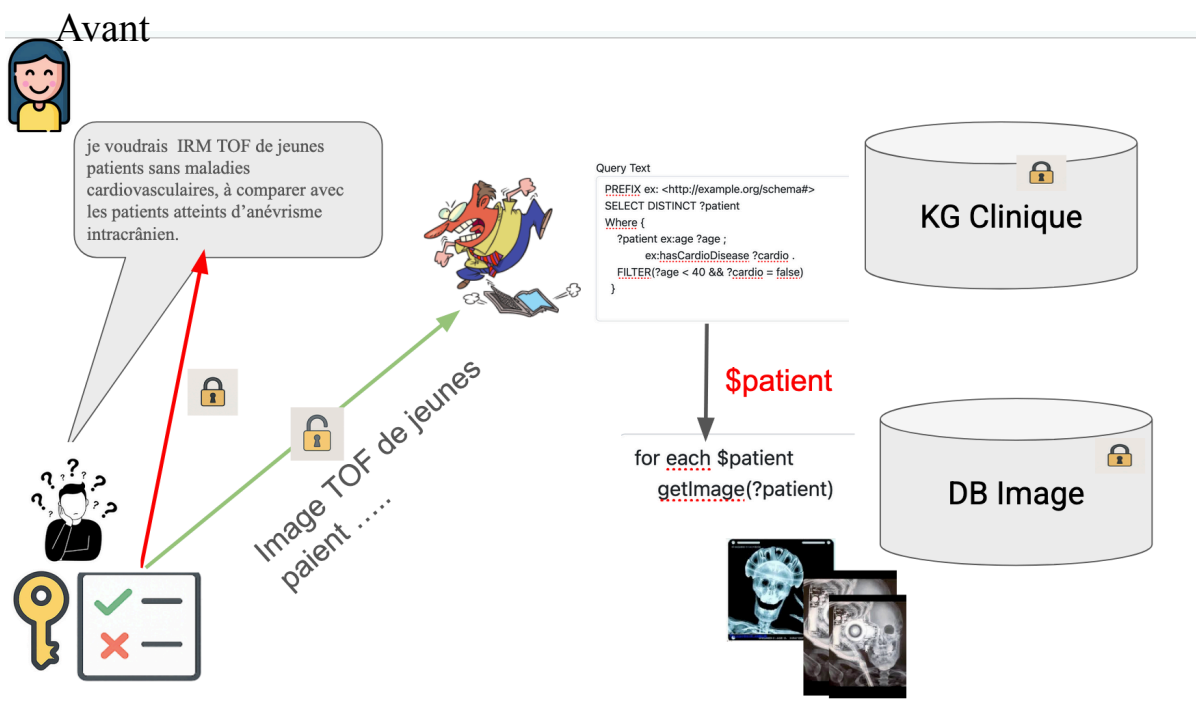 Avant
je voudrais IRM TOF de jeunes
patients sans maladies
cardiovasculaires, à comparer avec
les patients atteints d’anévrisme
intracrânien.
Image TOF de jeunes
paient .....
Query Text
PREFIX ex: <http://example.org/schema#>
SELECT DISTINCT ?patient
Where {
?patient ex:age ?age ;
ex:hasCardioDisease ?cardio .
FILTER(?age < 40 && ?cardio = false)
}
$patient
for each $patient
getImage(?patient)
KG Clinique
DB Image